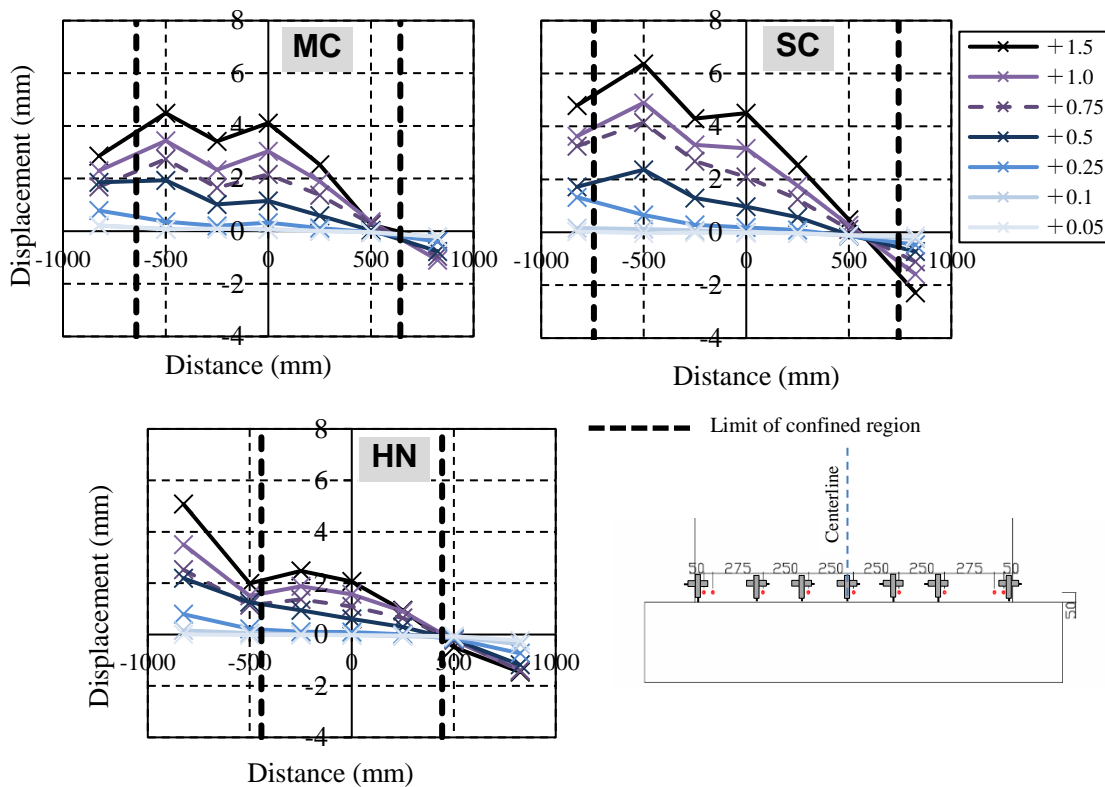 8
6
4
2
0
-2
-4
-1000 -500 0 500 1000
MC
Displacement (mm)
Distance (mm)
8
6
4
2
0
-2
-4
-1000 -500 0 500 1000
SC
Distance (mm)
+1.5
+1.0
+0.75
+0.5
+0.25
+0.1
+0.05
8
6
4
2
0
-2
-4
-1000 -500 0 500 1000
HN
Displacement (mm)
Distance (mm)
Limit of confined region
Centerline
50 275 250 250 250 250 275 50
50